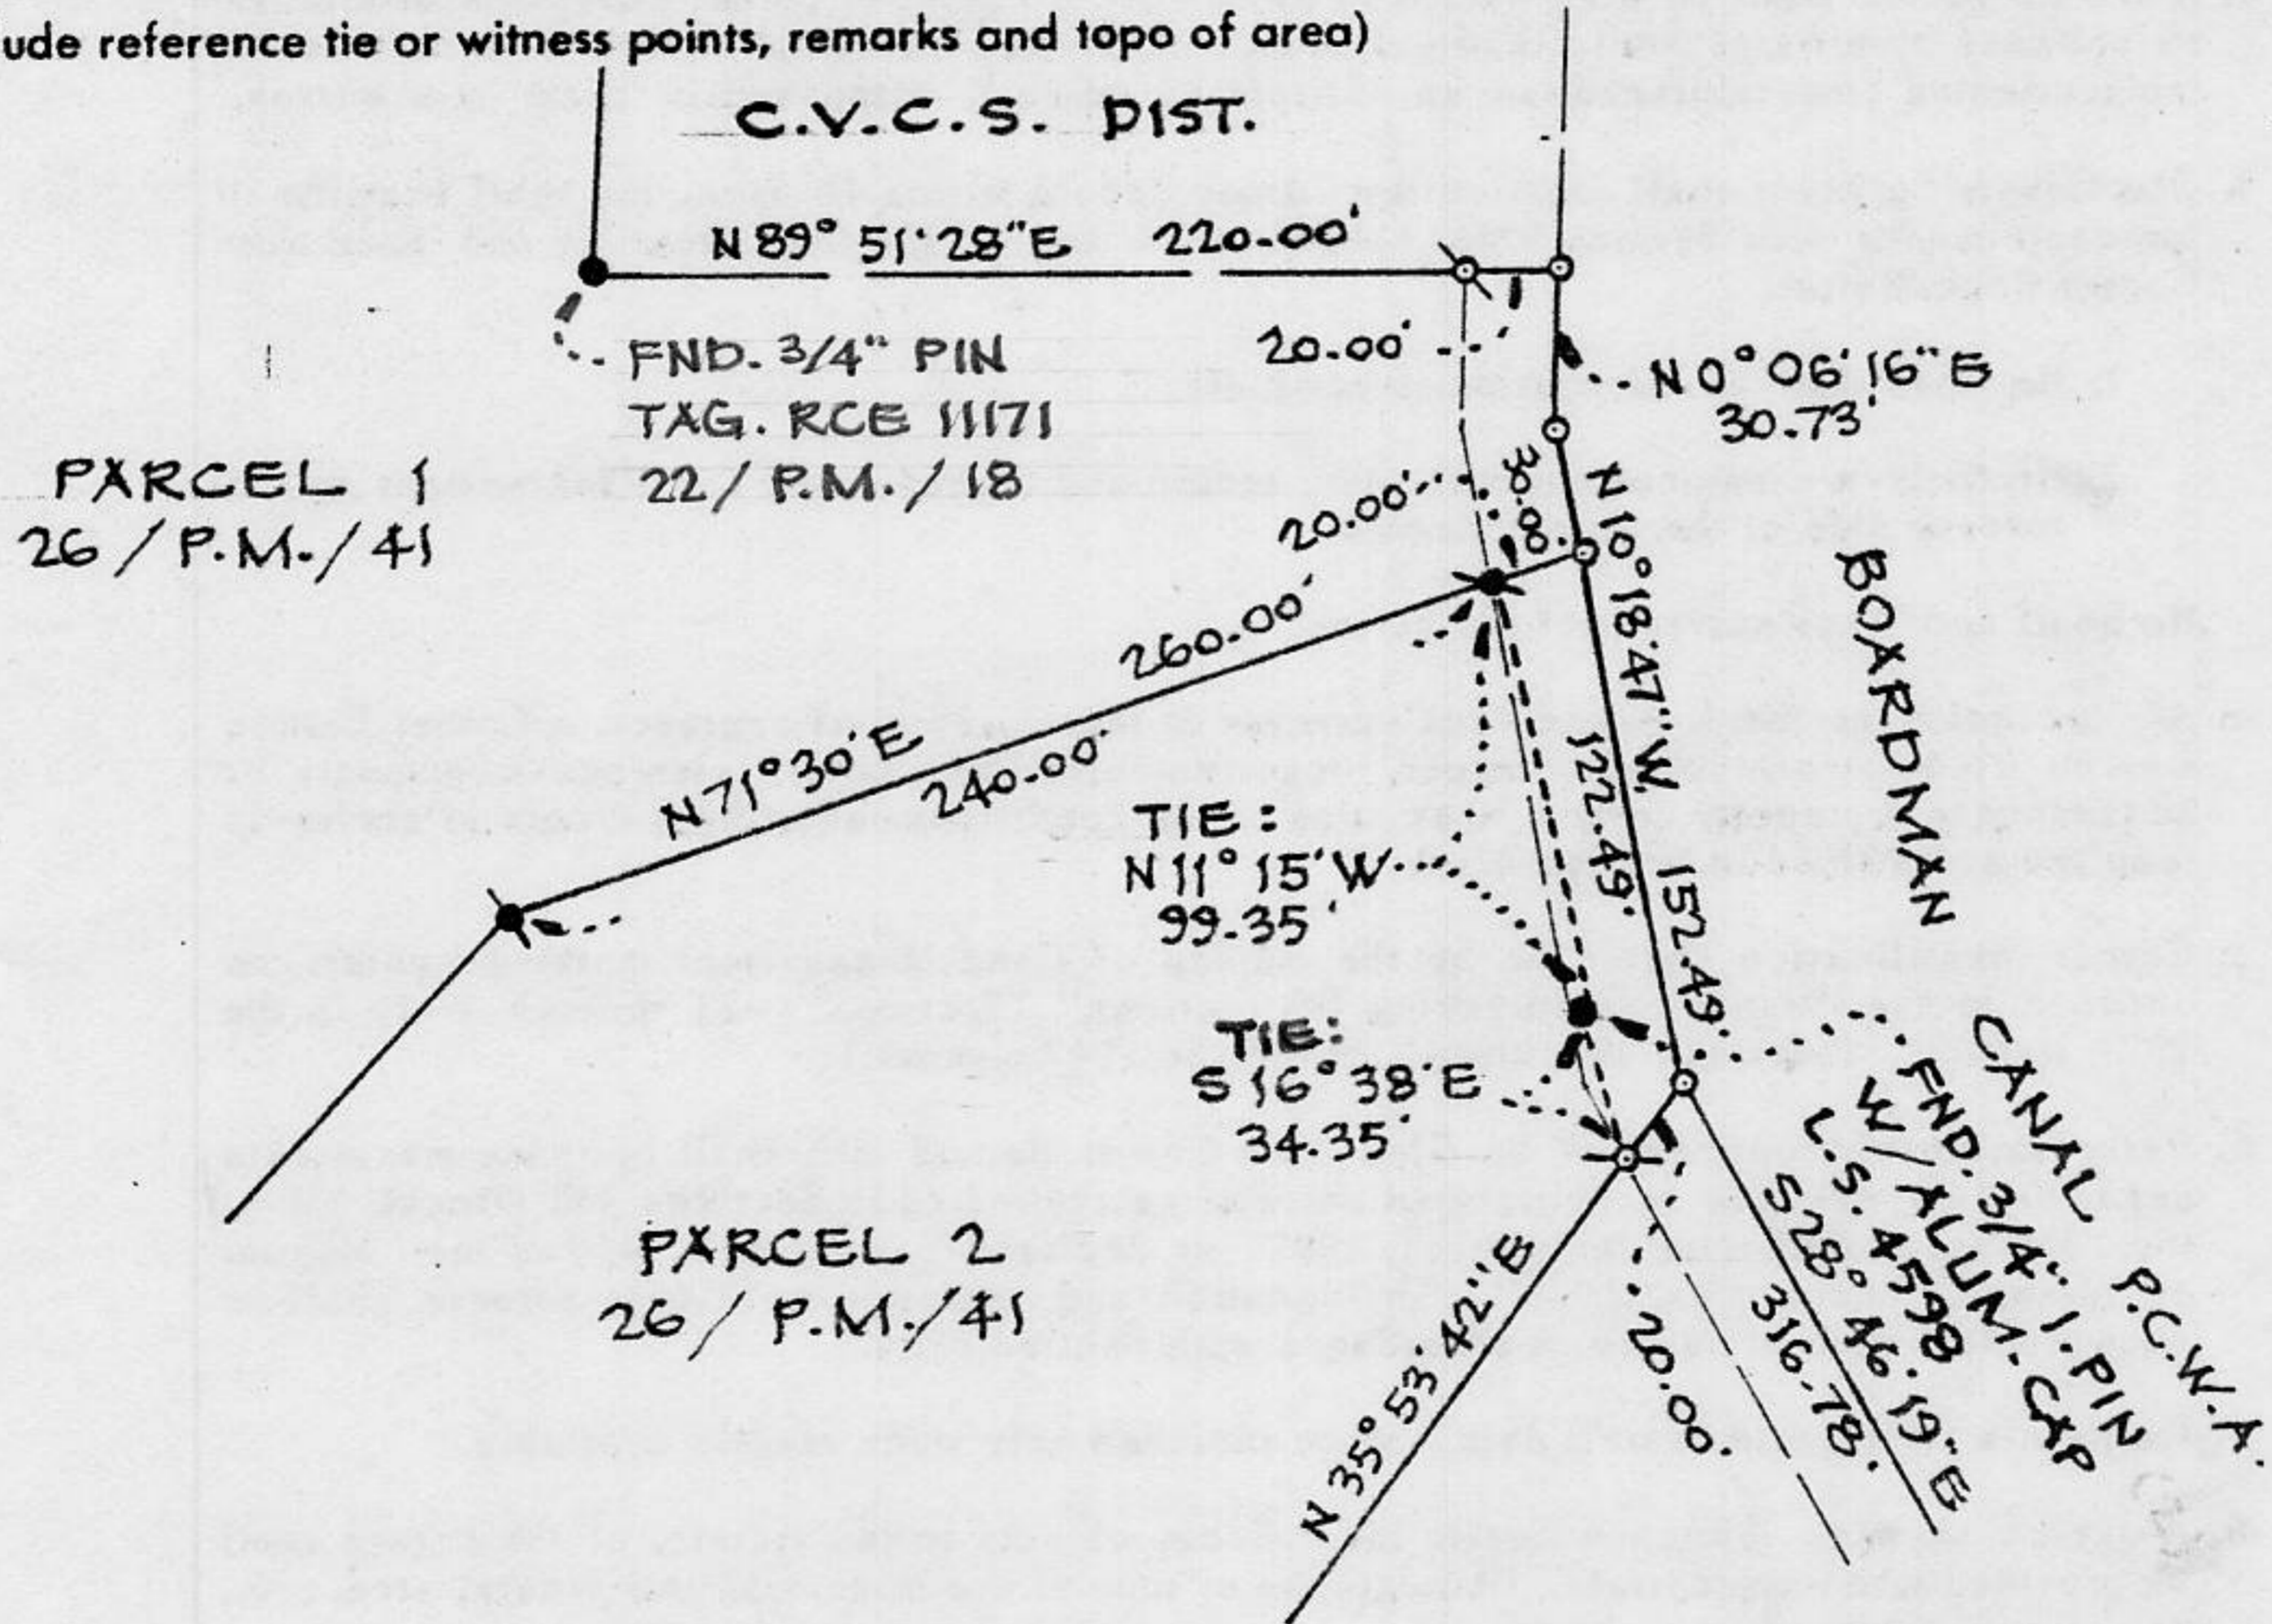 ude reference tie or witness points, remarks and topo of area)
C.V.C.S. DIST.
N 89° 51' 28" E 220.00'
20.00'
N 0° 06' 16" E
30.73'
FND. 3/4" PIN
TAG. RCE 11171
22 / P.M. / 18
PARCEL 1
26 / P.M. / 41
20.00'
30.00'
N 10° 18' 47" W.
122.49'
152.49'
BOARDMAN
CANAL
P.C.W.A.
260.00'
N 71° 30' E
240.00'
TIE:
N 11° 15' W
99.35'
TIE:
S 16° 38' E
34.35'
FND. 3/4" I. PIN
W/ ALUM. CAP
L.S. 4598
S 28° 46' 19" E
316.78'
20.00'
N 35° 53' 42" E
PARCEL 2
26 / P.M. / 41